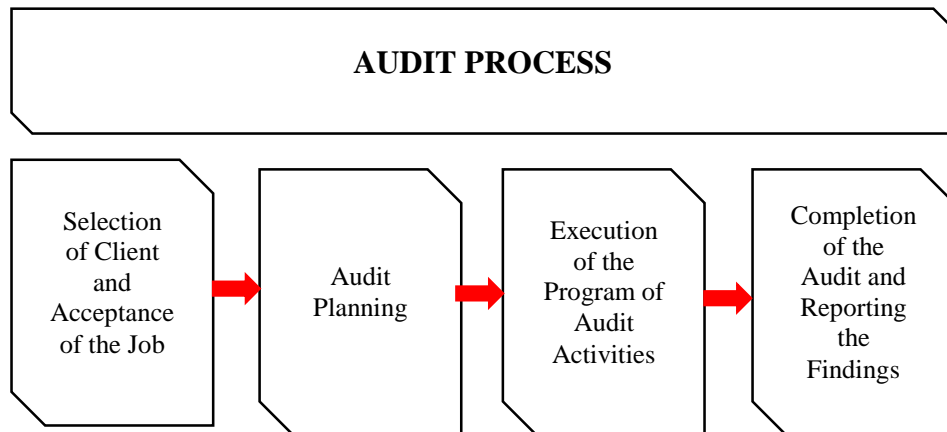 AUDIT PROCESS
Selection
of Client
and
Acceptance
of the Job
Audit
Planning
Execution
of the
Program of
Audit
Activities
Completion
of the
Audit and
Reporting
the
Findings